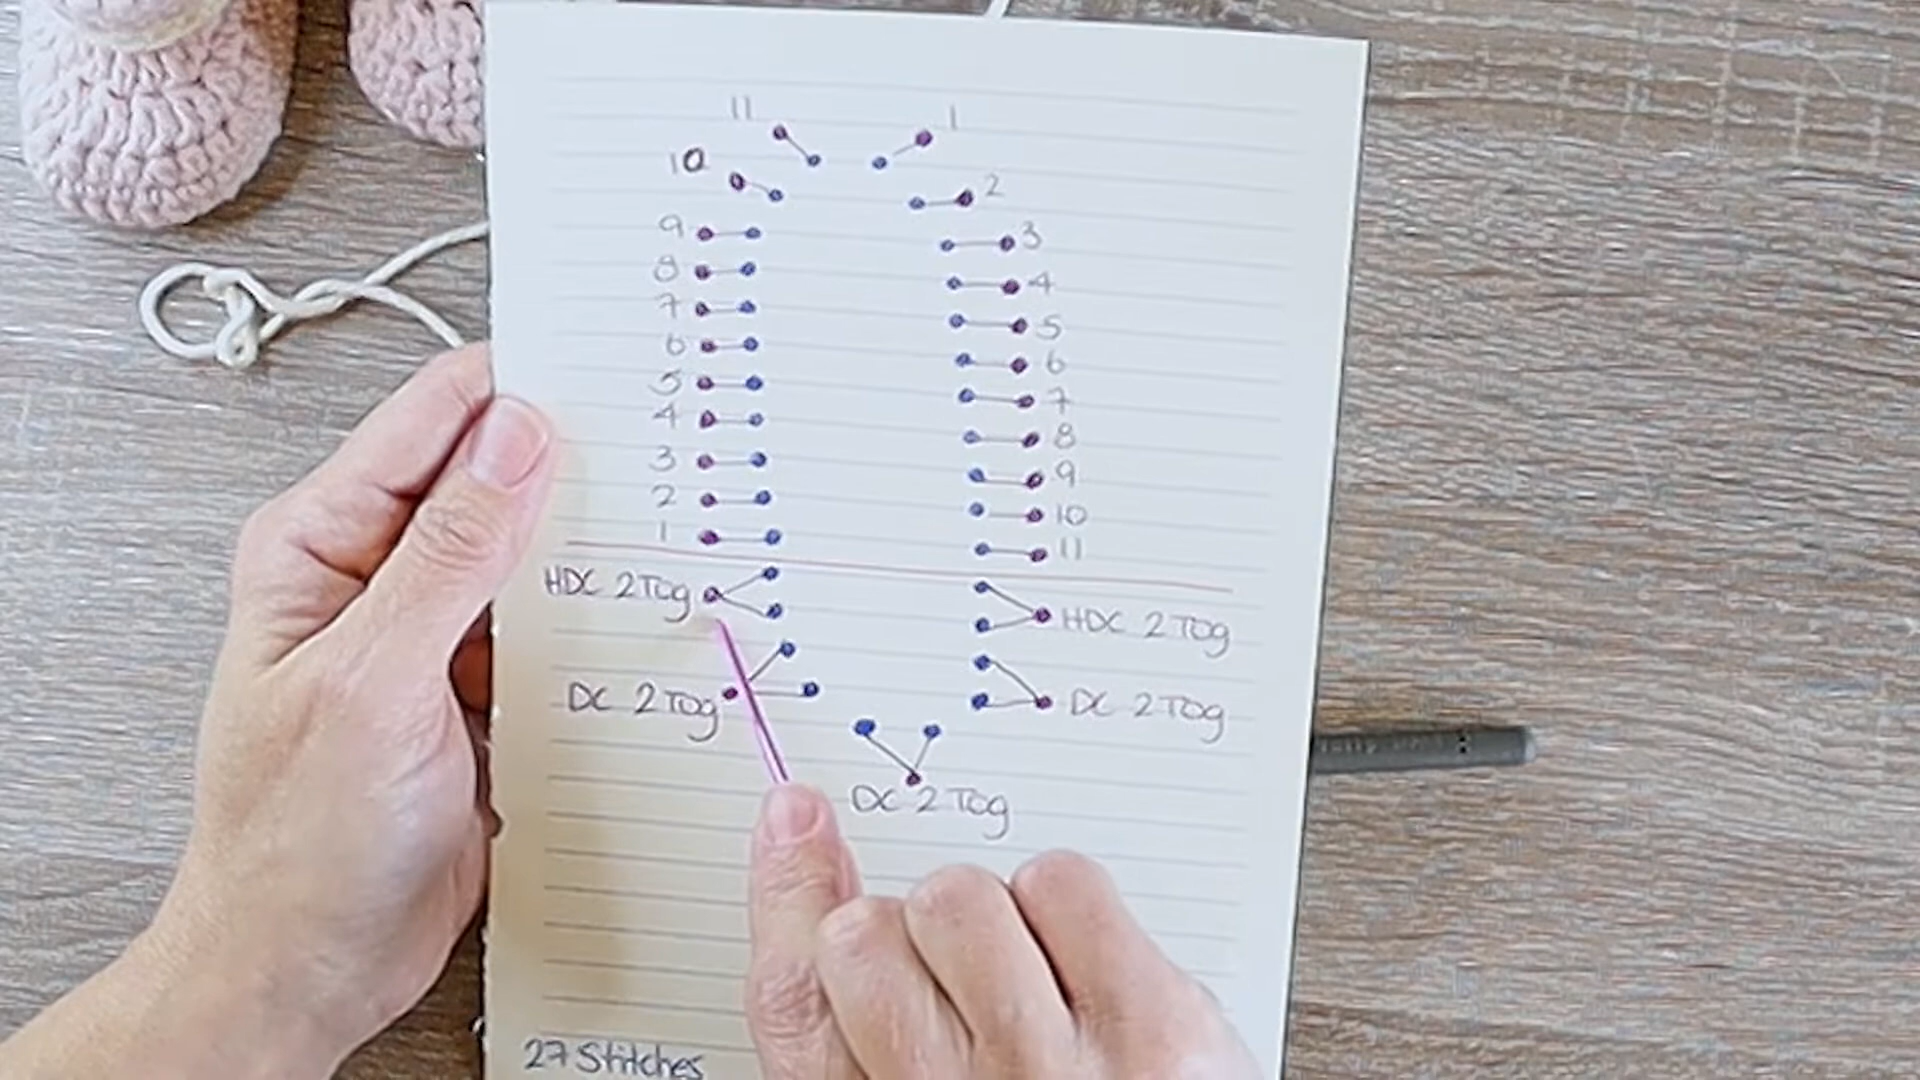 11 1
10 2
9 3
8 4
7 5
6 6
5 7
4 8
3 9
2 10
1 11
HDC 2Tog HDC 2Tog
DC 2Tog DC 2Tog
DC 2Tog
27 Stitches